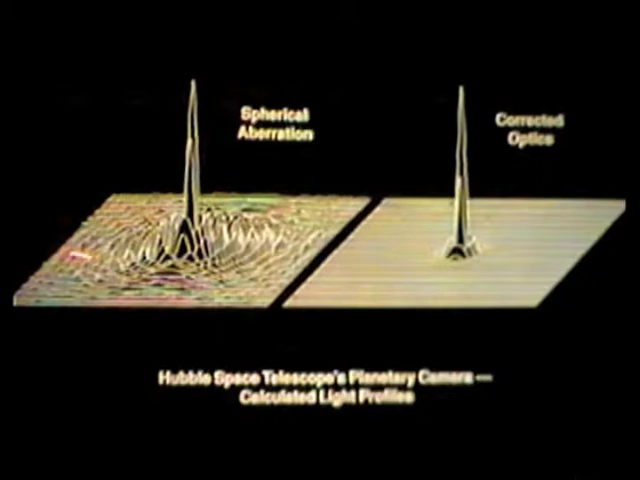 Spherical
Aberration
Corrected
Optics
Hubble Space Telescope's Planetary Camera —
Calculated Light Profiles